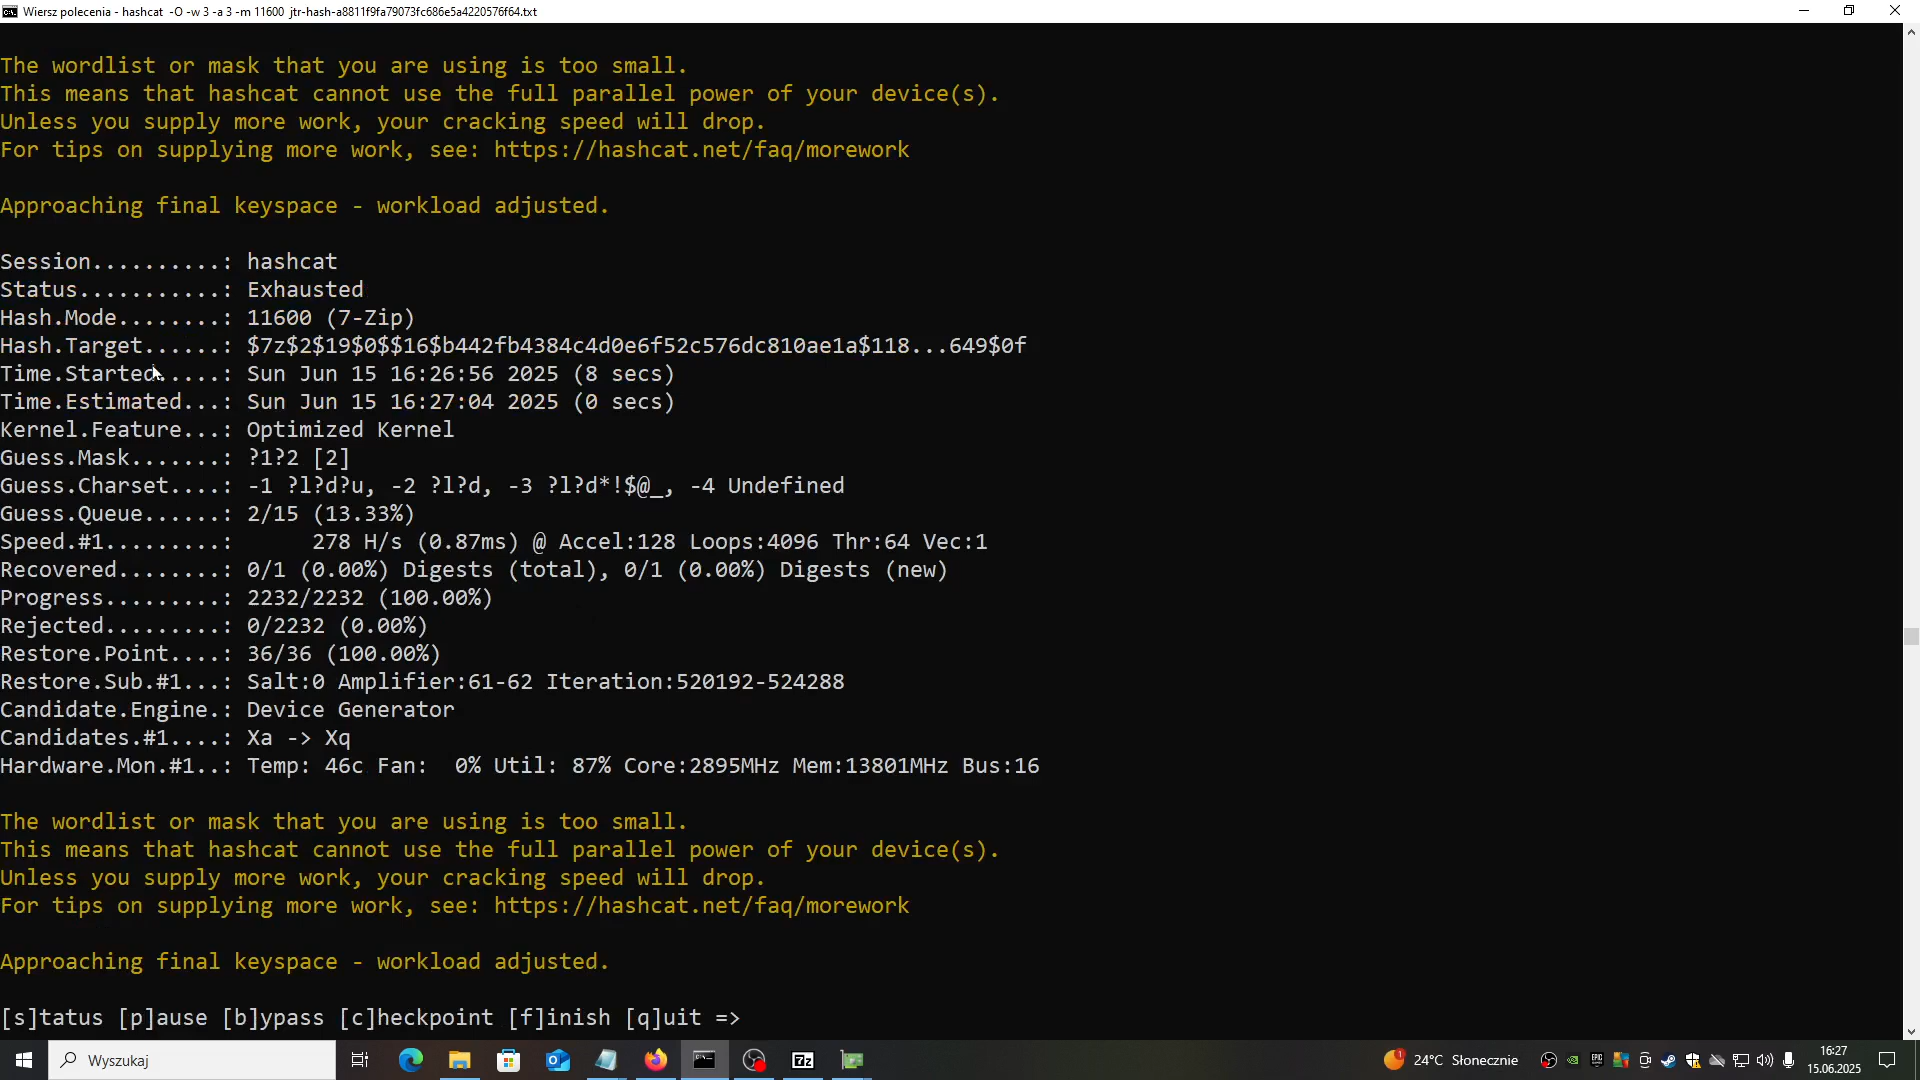 Wiersz polecenia - hashcat -O -w 3 -a 3 -m 11600 jtr-hash-a8811f9fa79073fc686e5a4220576f64.txt
The wordlist or mask that you are using is too small.
This means that hashcat cannot use the full parallel power of your device(s).
Unless you supply more work, your cracking speed will drop.
For tips on supplying more work, see: https://hashcat.net/faq/morework
Approaching final keyspace - workload adjusted.
Session..........: hashcat
Status...........: Exhausted
Hash.Mode........: 11600 (7-Zip)
Hash.Target......: $7z$2$19$0$$16$b442fb4384c4d0e6f52c576dc810ae1a$118...649$0f
Time.Started.....: Sun Jun 15 16:26:56 2025 (8 secs)
Time.Estimated...: Sun Jun 15 16:27:04 2025 (0 secs)
Kernel.Feature...: Optimized Kernel
Guess.Mask.......: ?1?2 [2]
Guess.Charset....: -1 ?l?d?u, -2 ?l?d, -3 ?l?d*!$@_, -4 Undefined
Guess.Queue......: 2/15 (13.33%)
Speed.#1.........:      278 H/s (0.87ms) @ Accel:128 Loops:4096 Thr:64 Vec:1
Recovered........: 0/1 (0.00%) Digests (total), 0/1 (0.00%) Digests (new)
Progress.........: 2232/2232 (100.00%)
Rejected.........: 0/2232 (0.00%)
Restore.Point....: 36/36 (100.00%)
Restore.Sub.#1...: Salt:0 Amplifier:61-62 Iteration:520192-524288
Candidate.Engine.: Device Generator
Candidates.#1....: Xa -> Xq
Hardware.Mon.#1..: Temp: 46c Fan:  0% Util: 87% Core:2895MHz Mem:13801MHz Bus:16
The wordlist or mask that you are using is too small.
This means that hashcat cannot use the full parallel power of your device(s).
Unless you supply more work, your cracking speed will drop.
For tips on supplying more work, see: https://hashcat.net/faq/morework
Approaching final keyspace - workload adjusted.
[s]tatus [p]ause [b]ypass [c]heckpoint [f]inish [q]uit =>
Wyszukaj
7z
24°C Słonecznie
16:27
15.06.2025